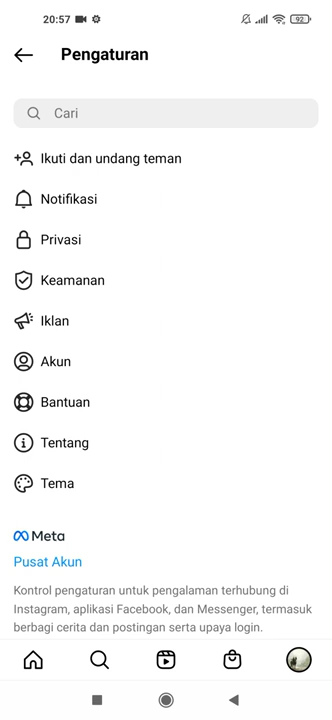 20:57
92
Pengaturan
Cari
Ikuti dan undang teman
Notifikasi
Privasi
Keamanan
Iklan
Akun
Bantuan
Tentang
Tema
Meta
Pusat Akun
Kontrol pengaturan untuk pengalaman terhubung di
Instagram, aplikasi Facebook, dan Messenger, termasuk
berbagi cerita dan postingan serta upaya login.